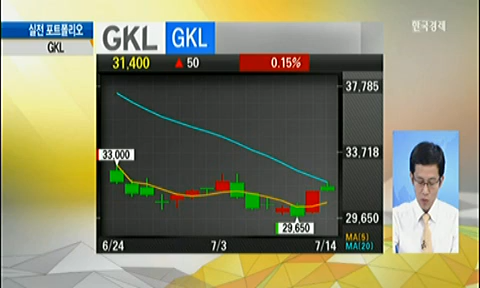 실전 포트폴리오
GKL
GKL GKL
한국경제
31,400 ▲ 50 0.15%
37,785
33,718
29,650
33,000
29,650
MA(5)
MA(20)
6/24 7/3 7/14